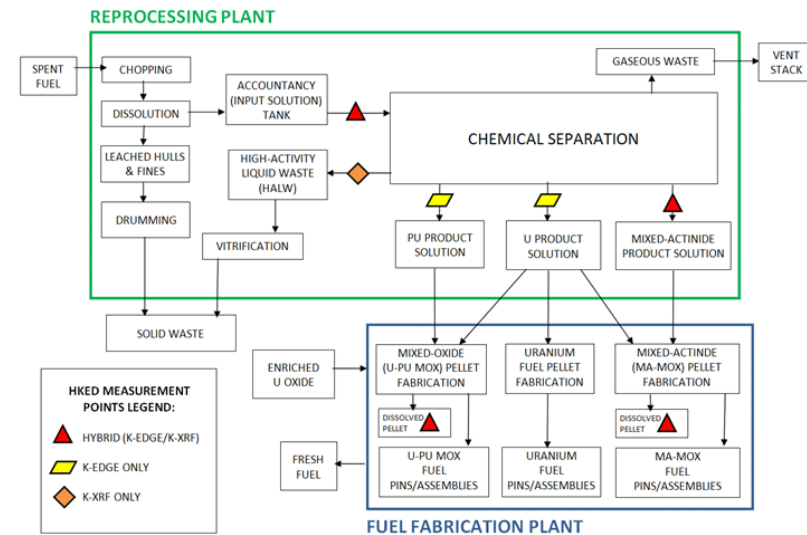 REPROCESSING PLANT
SPENT
FUEL
CHOPPING
DISSOLUTION
LEACHED HULLS
& FINES
DRUMMING
ACCOUNTANCY
(INPUT SOLUTION)
TANK
HIGH-ACTIVITY
LIQUID WASTE
(HALW)
VITRIFICATION
GASEOUS WASTE
VENT
STACK
CHEMICAL SEPARATION
PU PRODUCT
SOLUTION
U PRODUCT
SOLUTION
MIXED-ACTINIDE
PRODUCT SOLUTION
SOLID WASTE
ENRICHED
U OXIDE
MIXED-OXIDE
(U-PU MOX) PELLET
FABRICATION
URANIUM
FUEL PELLET
FABRICATION
MIXED-ACTINDE
(MA-MOX) PELLET
FABRICATION
DISSOLVED
PELLET
DISSOLVED
PELLET
FRESH
FUEL
U-PU MOX
FUEL
PINS/ASSEMBLIES
URANIUM
FUEL
PINS/ASSEMBLIES
MA-MOX
FUEL
PINS/ASSEMBLIES
HKED MEASUREMENT
POINTS LEGEND:
HYBRID (K-EDGE/K-XRF)
K-EDGE ONLY
K-XRF ONLY
FUEL FABRICATION PLANT